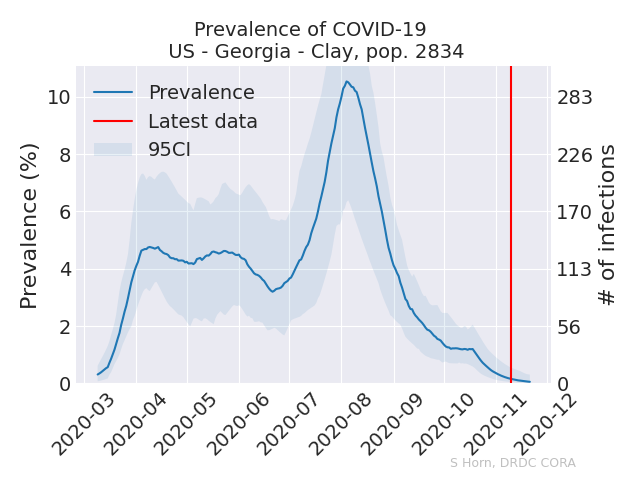 Prevalence of COVID-19
US - Georgia - Clay, pop. 2834
Prevalence
Latest data
95CI
Prevalence (%)
10
8
6
4
2
0
283
226
170
113
56
0
# of infections
2020-03
2020-04
2020-05
2020-06
2020-07
2020-08
2020-09
2020-10
2020-11
2020-12
S Horn, DRDC CORA